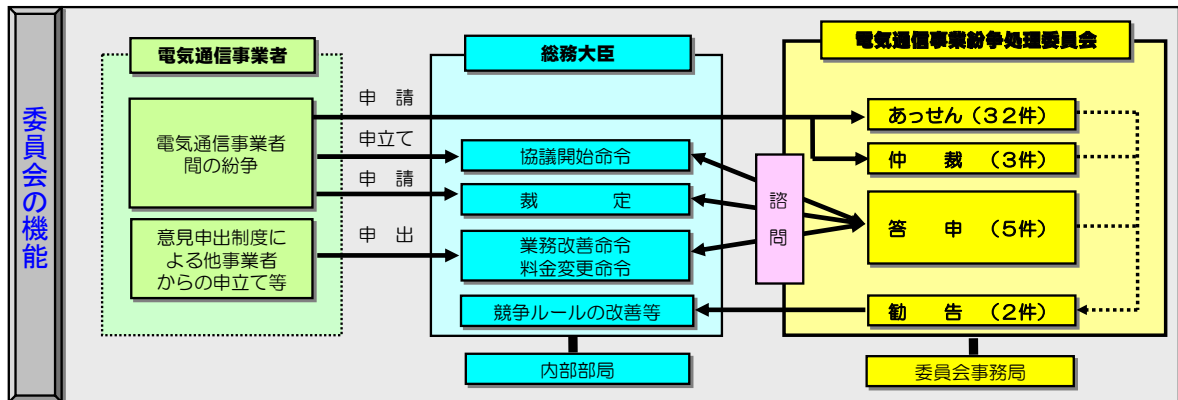 委員会の機能
電気通信事業者
電気通信事業者
間の紛争
意見申出制度に
よる他事業者
からの申立て等
申 請
申立て
申 請
申 出
総務大臣
協議開始命令
裁 定
業務改善命令
料金変更命令
競争ルールの改善等
内部部局
諮
問
電気通信事業紛争処理委員会
あっせん(32件)
仲 裁 (3件)
答 申 (5件)
勧 告 (2件)
委員会事務局